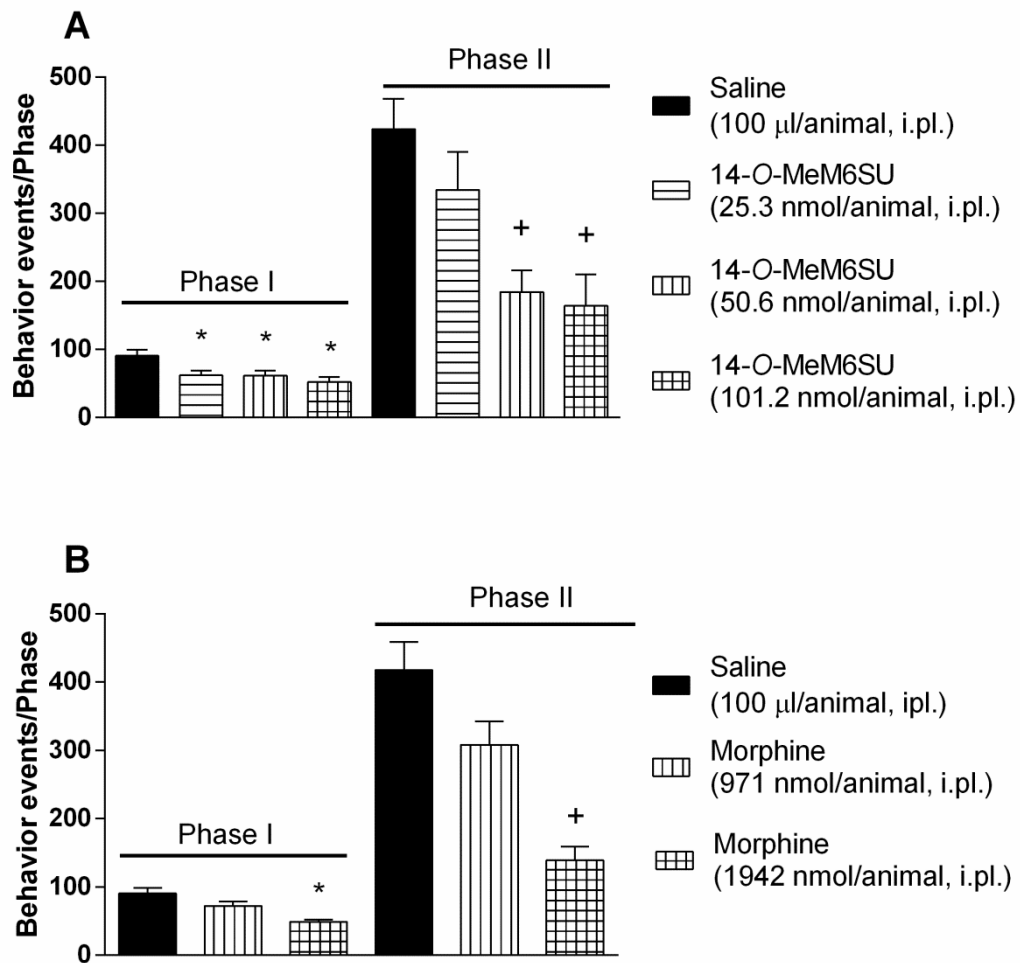 A
Behavior events/Phase
500
400
300
200
100
0
Phase I
Phase II
*
*
*
+
+
Saline
(100 μl/animal, i.pl.)
14-O-MeM6SU
(25.3 nmol/animal, i.pl.)
14-O-MeM6SU
(50.6 nmol/animal, i.pl.)
14-O-MeM6SU
(101.2 nmol/animal, i.pl.)
B
Behavior events/Phase
500
400
300
200
100
0
Phase I
Phase II
*
+
Saline
(100 μl/animal, ipl.)
Morphine
(971 nmol/animal, i.pl.)
Morphine
(1942 nmol/animal, i.pl.)